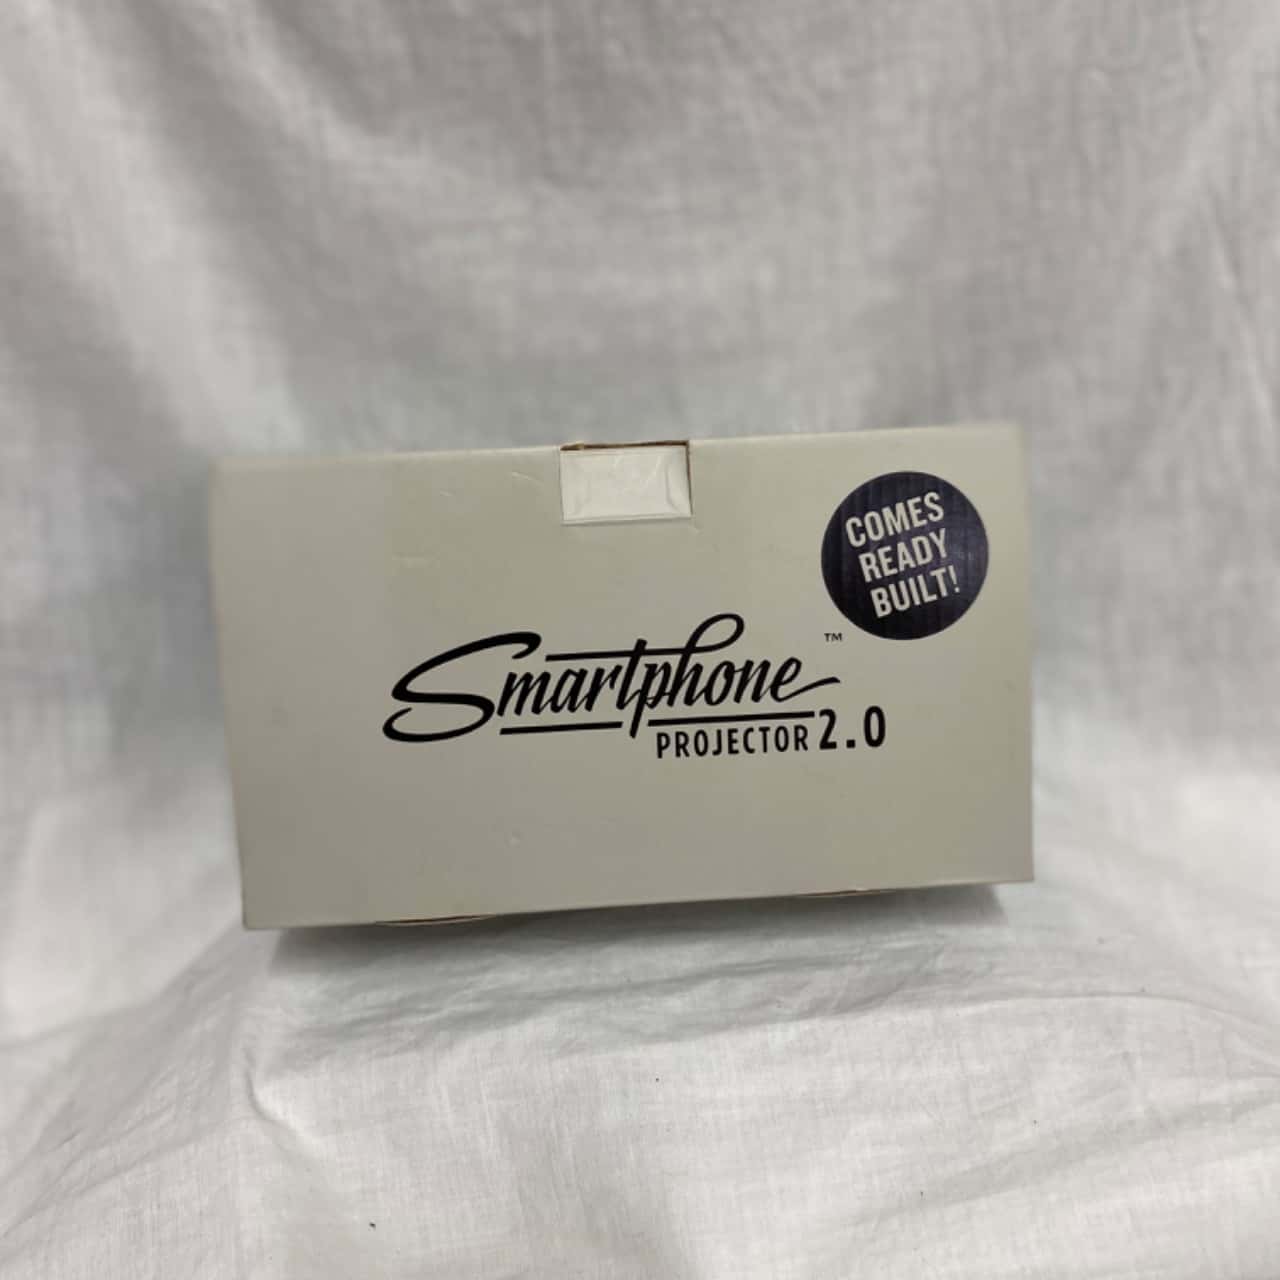 COMES
READY
BUILT!
Smartphone™
PROJECTOR 2.0